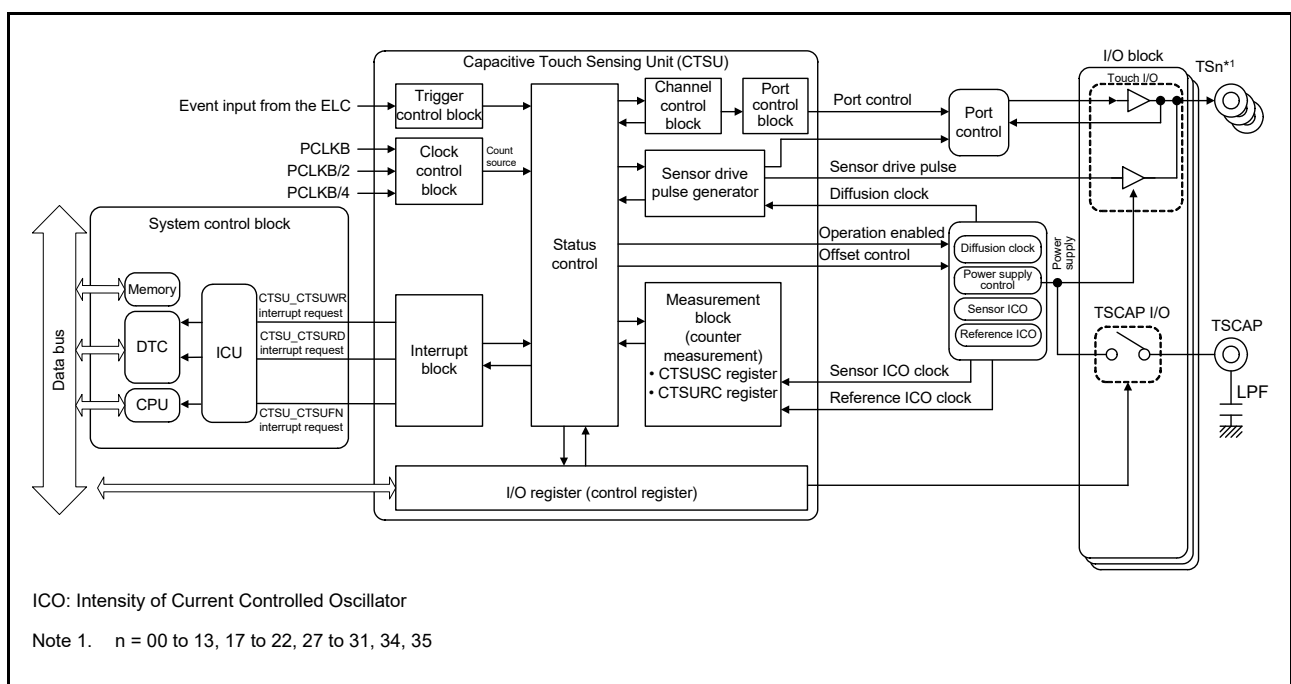 Capacitive Touch Sensing Unit (CTSU)
I/O block
TSn*1
Touch I/O
Event input from the ELC
Trigger
control block
Channel
control
block
Port
control
block
Port control
Port
control
PCLKB
PCLKB/2
PCLKB/4
Clock
control
block
Count
source
Sensor drive
pulse generator
Sensor drive pulse
Diffusion clock
System control block
Status
control
Operation enabled
Offset control
Diffusion clock
Power supply
control
Sensor ICO
Reference ICO
Power
supply
Data bus
Memory
DTC
CPU
ICU
CTSU_CTSUWR
interrupt request
CTSU_CTSURD
interrupt request
CTSU_CTSUFN
interrupt request
Interrupt
block
Measurement
block
(counter
measurement)
• CTSUSC register
• CTSURC register
Sensor ICO clock
Reference ICO clock
TSCAP I/O
TSCAP
LPF
I/O register (control register)
ICO: Intensity of Current Controlled Oscillator
Note 1. n = 00 to 13, 17 to 22, 27 to 31, 34, 35